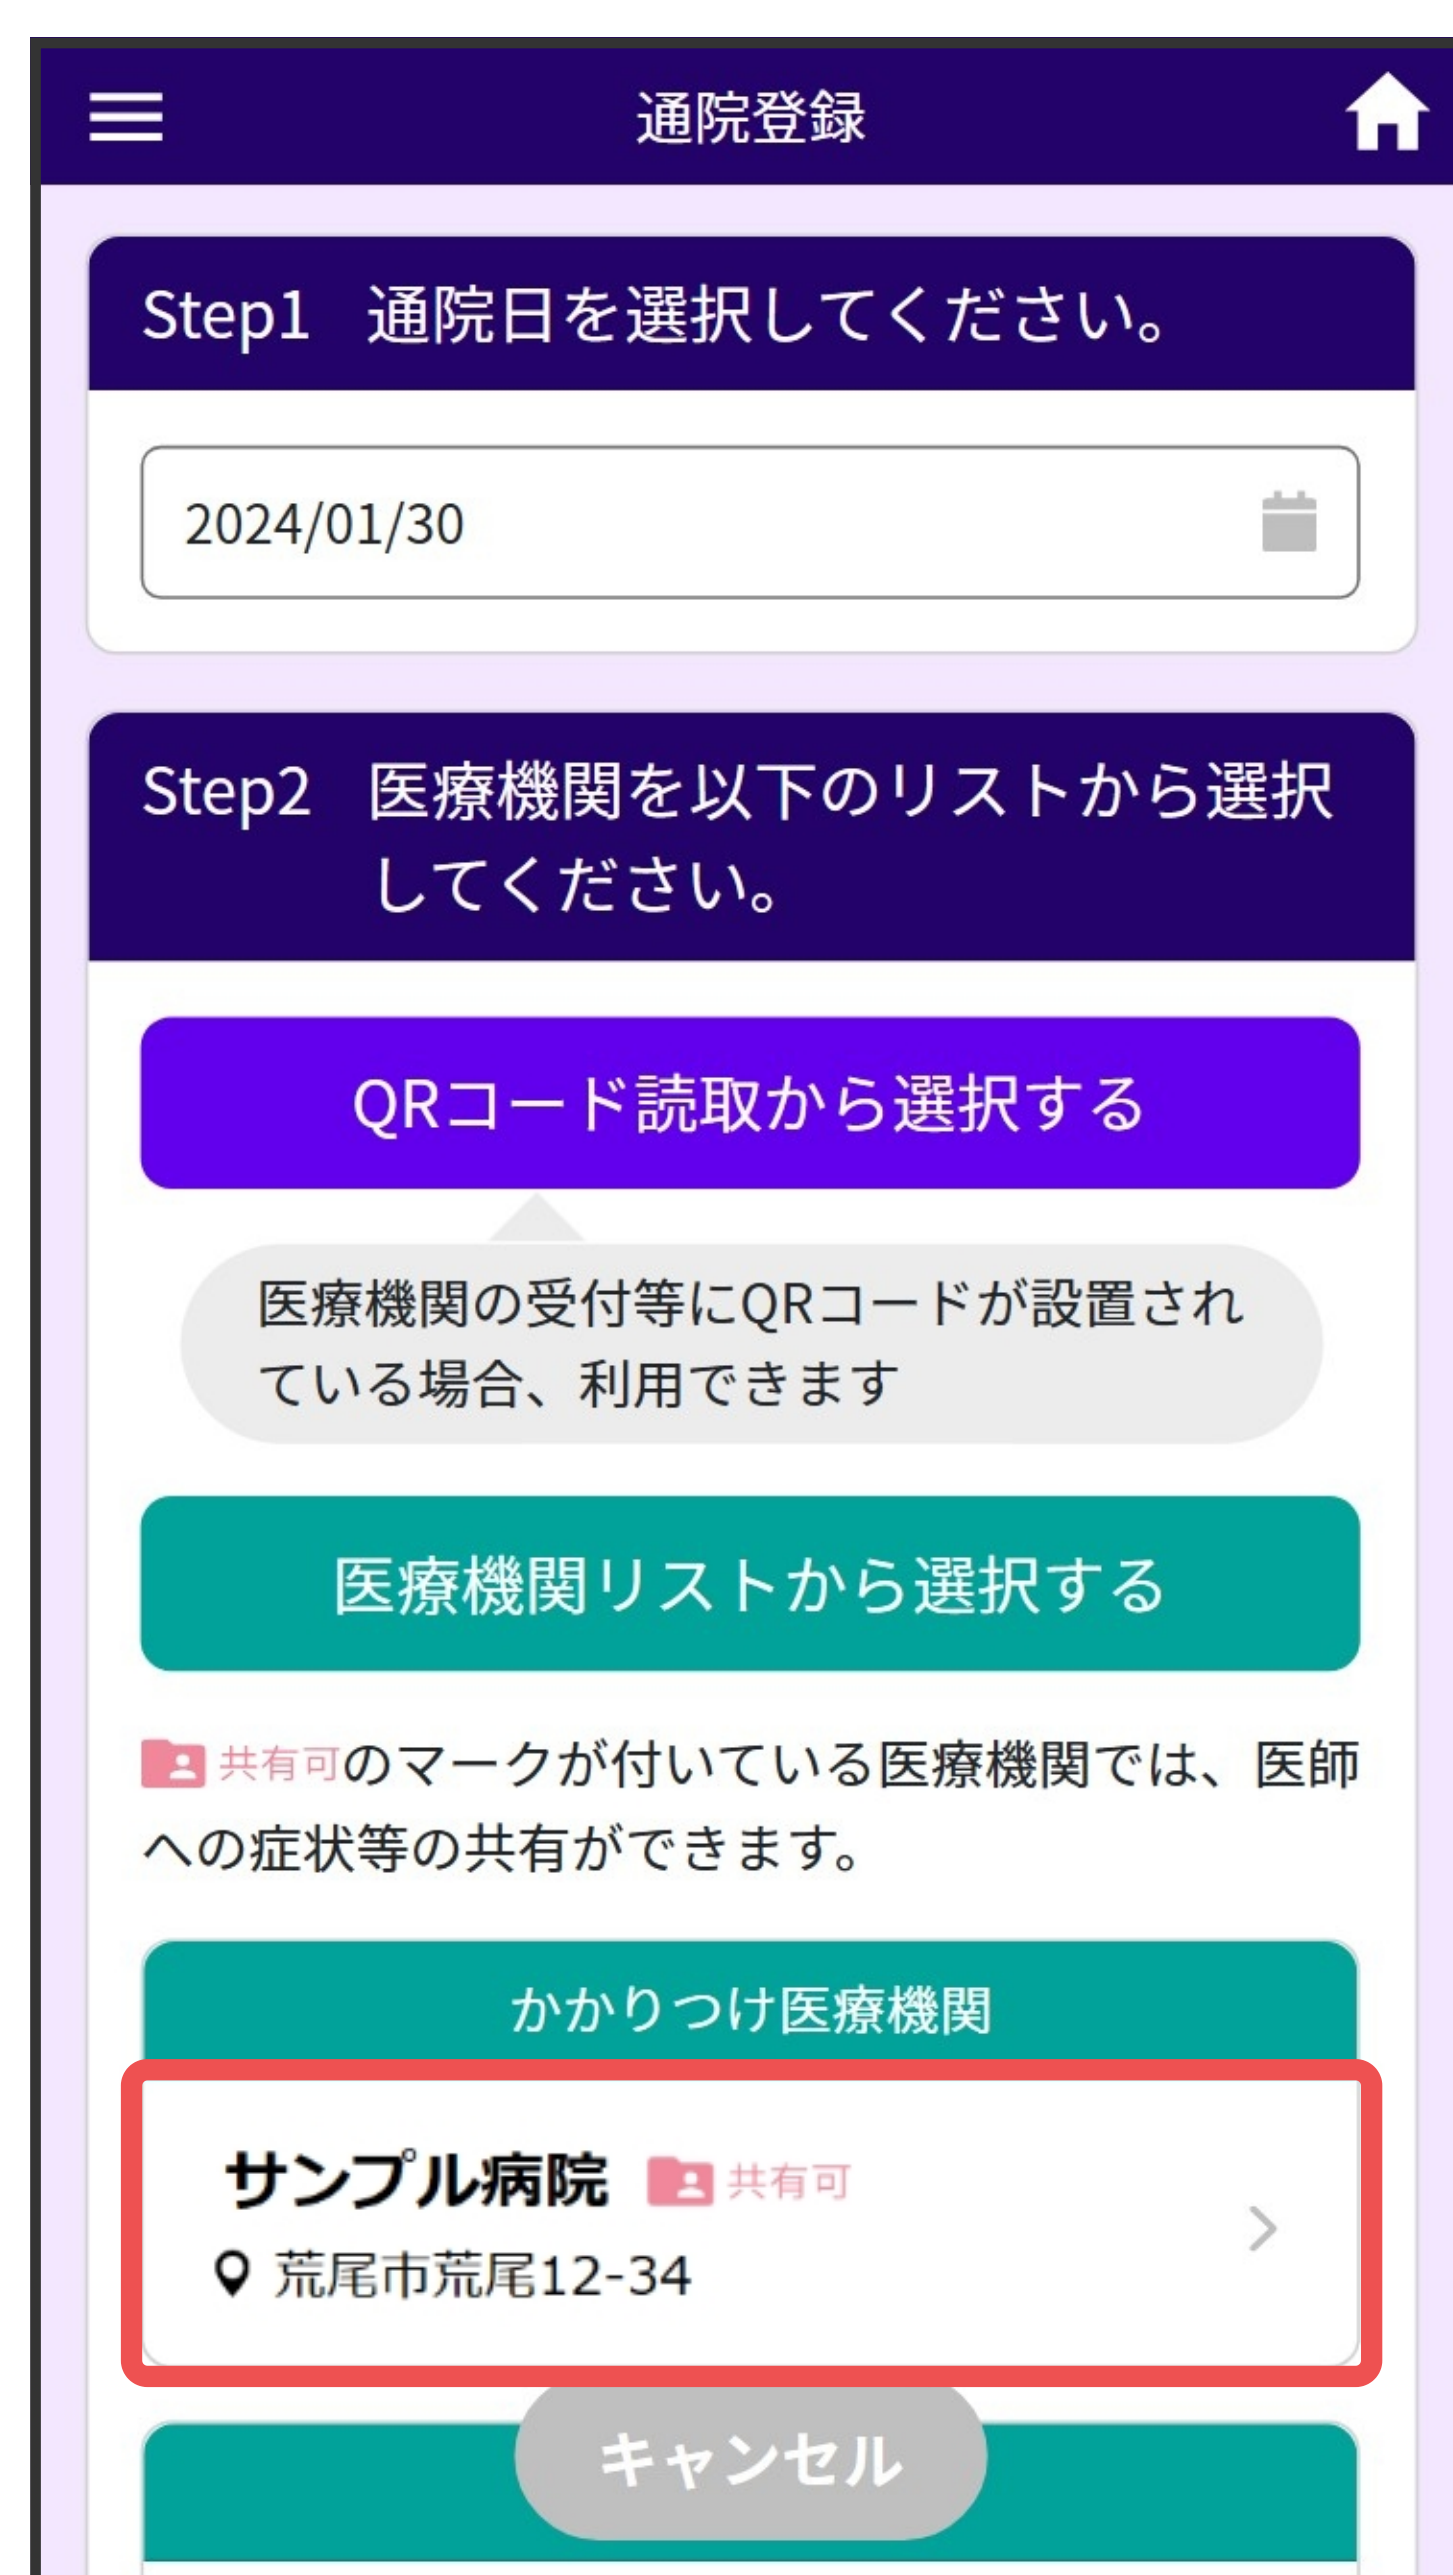 通院登録
Step1 通院日を選択してください。
2024/01/30
Step2 医療機関を以下のリストから選択
してください。
QRコード読取から選択する
医療機関の受付等にQRコードが設置され
ている場合、利用できます
医療機関リストから選択する
共有可のマークが付いている医療機関では、医師
への症状等の共有ができます。
かかりつけ医療機関
サンプル病院 共有可
荒尾市荒尾12-34
キャンセル